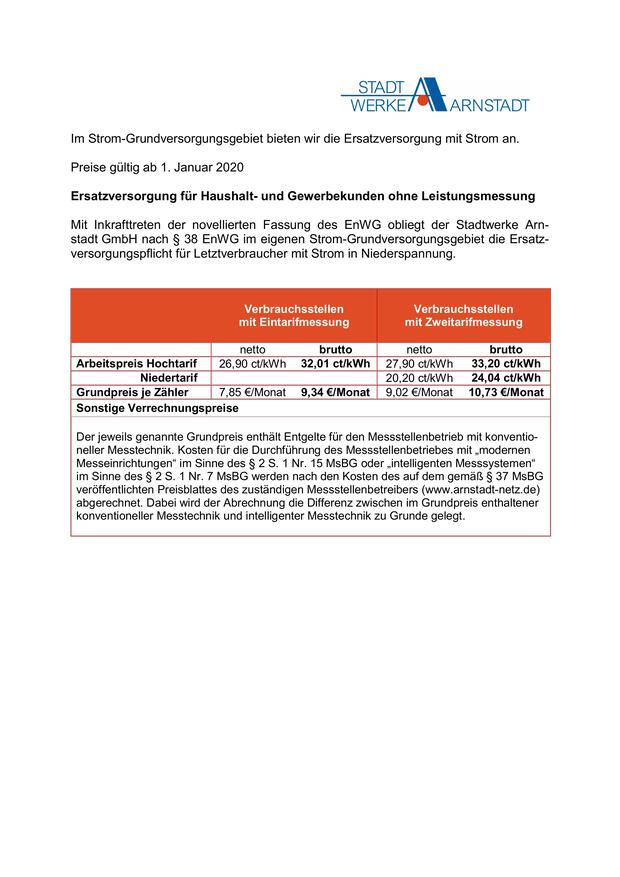 STADT
WERKE ARNSTADT
Im Strom-Grundversorgungsgebiet bieten wir die Ersatzversorgung mit Strom an.
Preise gültig ab 1. Januar 2020
Ersatzversorgung für Haushalt- und Gewerbekunden ohne Leistungsmessung
Mit Inkrafttreten der novellierten Fassung des EnWG obliegt der Stadtwerke Arn-
stadt GmbH nach § 38 EnWG im eigenen Strom-Grundversorgungsgebiet die Ersatz-
versorgungspflicht für Letztverbraucher mit Strom in Niederspannung.
Verbrauchsstellen Verbrauchsstellen
mit Eintarifmessung mit Zweitarifmessung
netto brutto netto brutto
Arbeitspreis Hochtarif 26,90 ct/kWh 32,01 ct/kWh 27,90 ct/kWh 33,20 ct/kWh
Niedertarif 20,20 ct/kWh 24,04 ct/kWh
Grundpreis je Zähler 7,85 €/Monat 9,34 €/Monat 9,02 €/Monat 10,73 €/Monat
Sonstige Verrechnungspreise
Der jeweils genannte Grundpreis enthält Entgelte für den Messstellenbetrieb mit konventio-
neller Messtechnik. Kosten für die Durchführung des Messstellenbetriebes mit „modernen
Messeinrichtungen“ im Sinne des § 2 S. 1 Nr. 15 MsBG oder „intelligenten Messsystemen“
im Sinne des § 2 S. 1 Nr. 7 MsBG werden nach den Kosten des auf dem gemäß § 37 MsBG
veröffentlichten Preisblattes des zuständigen Messstellenbetreibers (www.arnstadt-netz.de)
abgerechnet. Dabei wird der Abrechnung die Differenz zwischen im Grundpreis enthaltener
konventioneller Messtechnik und intelligenter Messtechnik zu Grunde gelegt.